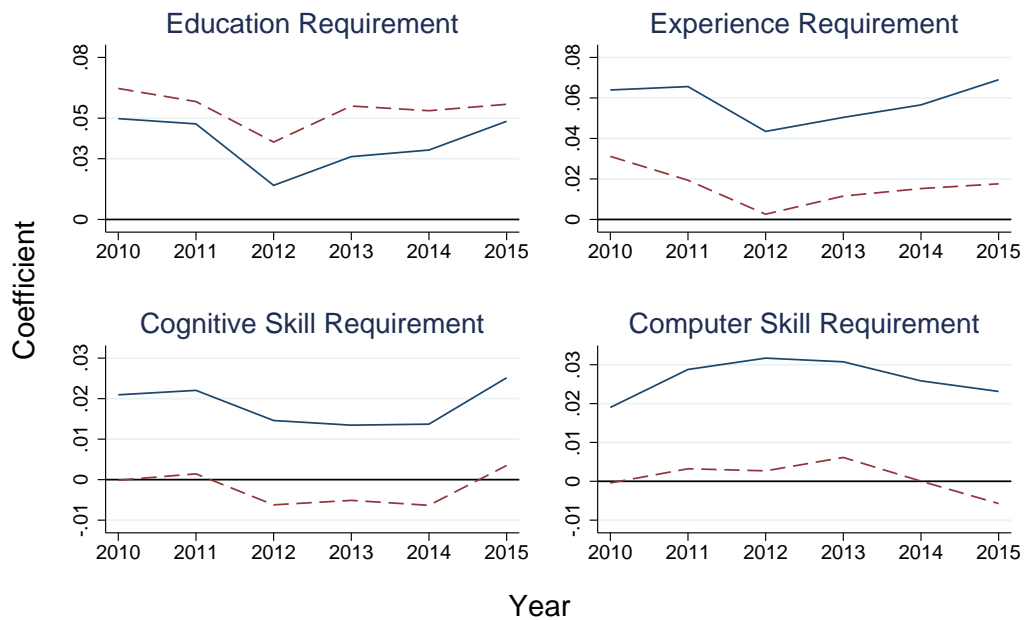 Education Requirement
.08
.05
.03
0
2010 2011 2012 2013 2014 2015
Experience Requirement
.08
.06
.04
.02
0
2010 2011 2012 2013 2014 2015
Coefficient
Cognitive Skill Requirement
.03
.02
.01
0
-.01
2010 2011 2012 2013 2014 2015
Computer Skill Requirement
.03
.02
.01
0
-.01
2010 2011 2012 2013 2014 2015
Year